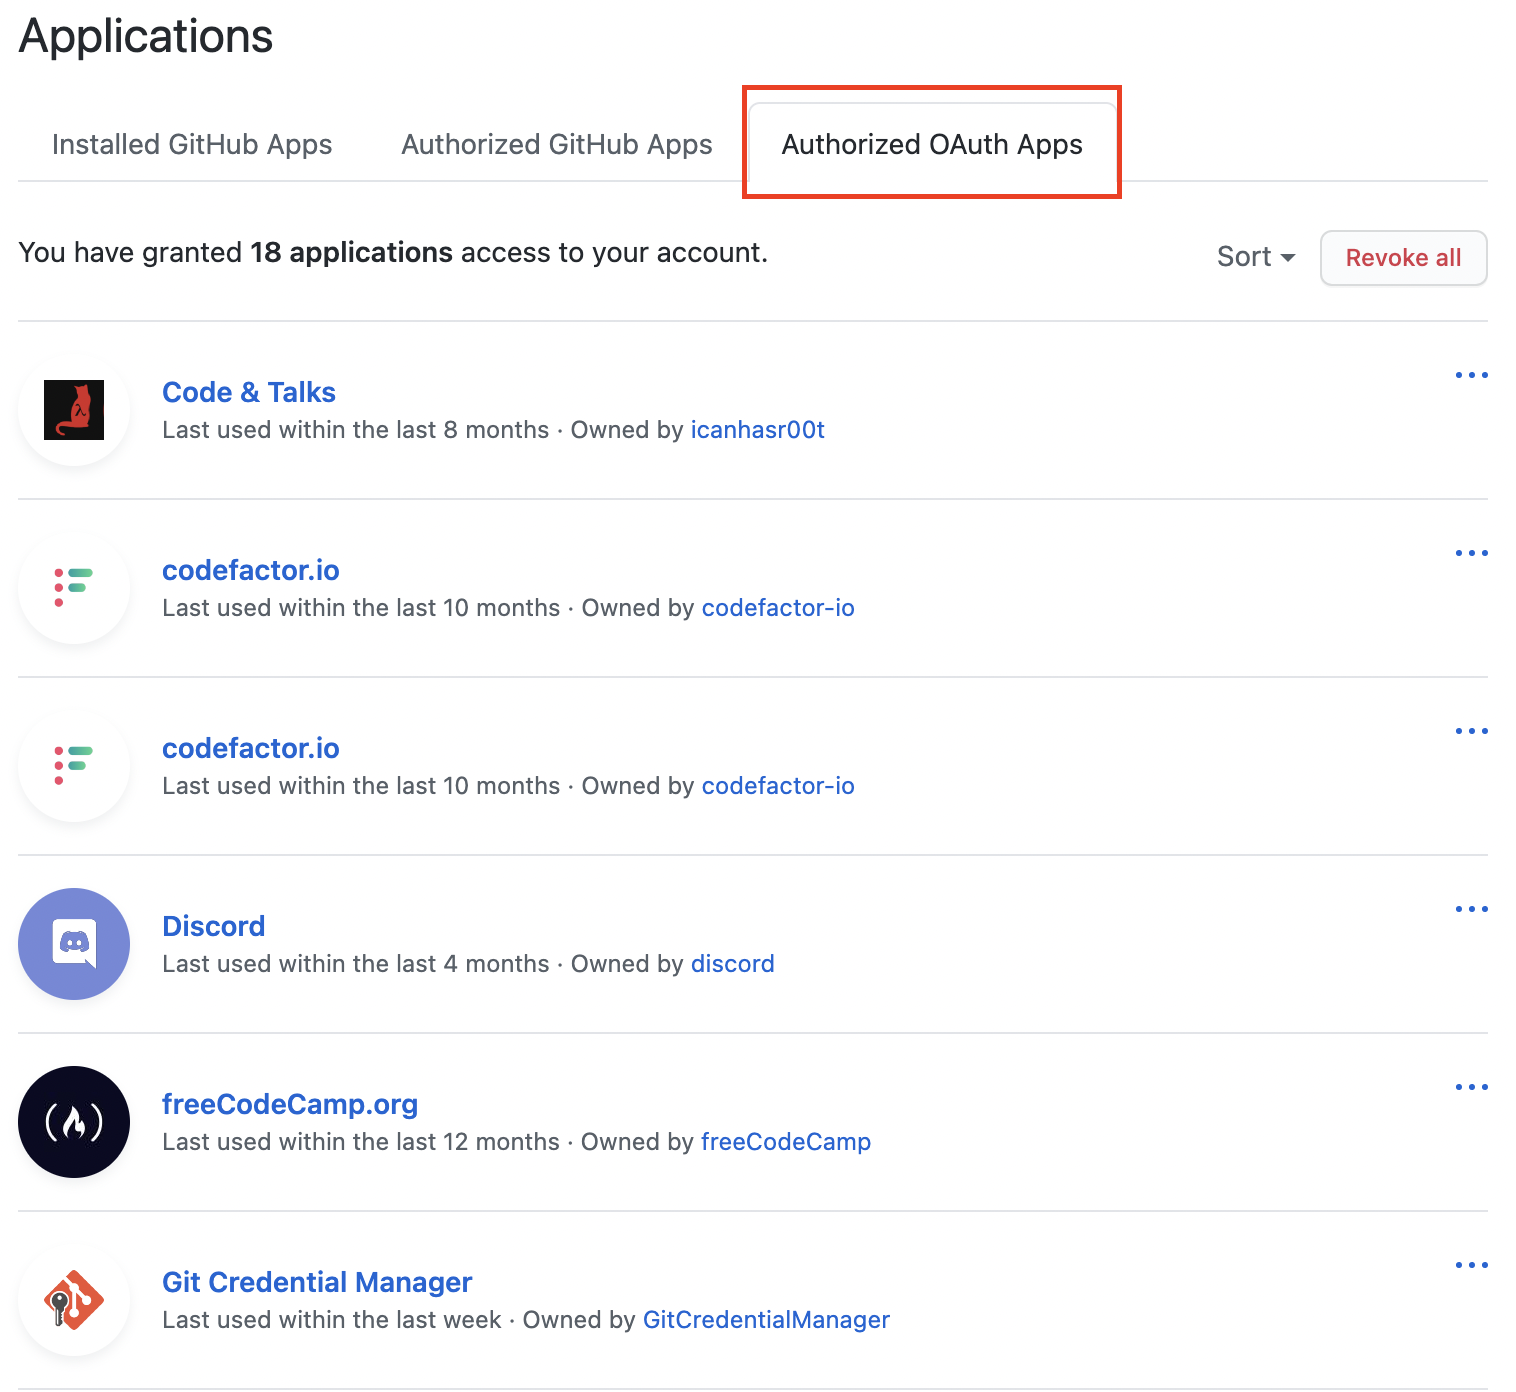 Applications
Installed GitHub Apps
Authorized GitHub Apps
Authorized OAuth Apps
You have granted 18 applications access to your account.
Sort
Revoke all
Code & Talks
Last used within the last 8 months · Owned by icanhasr00t
codefactor.io
Last used within the last 10 months · Owned by codefactor-io
codefactor.io
Last used within the last 10 months · Owned by codefactor-io
Discord
Last used within the last 4 months · Owned by discord
freeCodeCamp.org
Last used within the last 12 months · Owned by freeCodeCamp
Git Credential Manager
Last used within the last week · Owned by GitCredentialManager